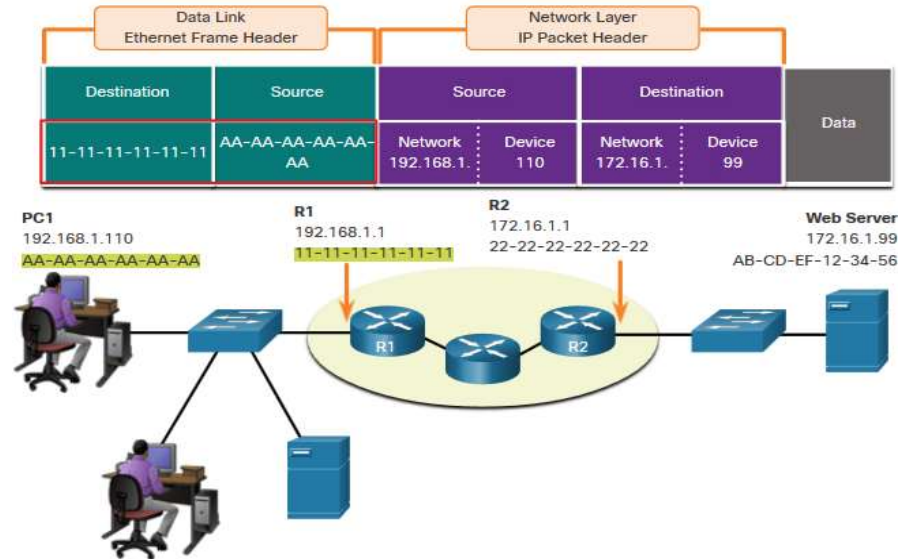 Data Link
Ethernet Frame Header
Network Layer
IP Packet Header
Destination
Source
Source
Destination
Data
11-11-11-11-11-11
AA-AA-AA-AA-AA-
AA
Network
192.168.1.
Device
110
Network
172.16.1.
Device
99
PC1
192.168.1.110
AA-AA-AA-AA-AA-AA
R1
192.168.1.1
11-11-11-11-11-11
R2
172.16.1.1
22-22-22-22-22-22
Web Server
172.16.1.99
AB-CD-EF-12-34-56
R1
R2